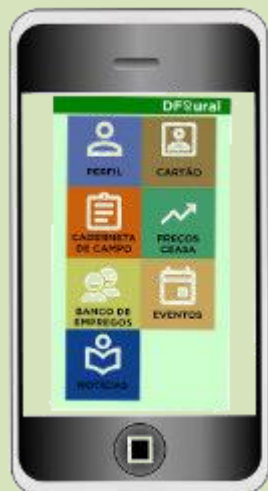 DFRural
PERFIL
CARTÃO
CADERNETA
DE CAMPO
PREÇOS
CEASA
BANCO DE
EMPREGOS
EVENTOS
NOTÍCIAS